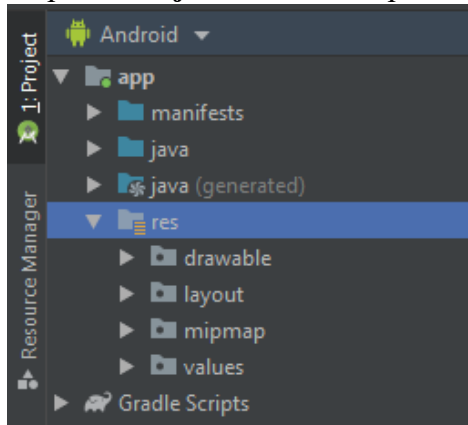 Android
app
manifests
java
java (generated)
res
drawable
layout
mipmap
values
Gradle Scripts
1: Project
Resource Manager